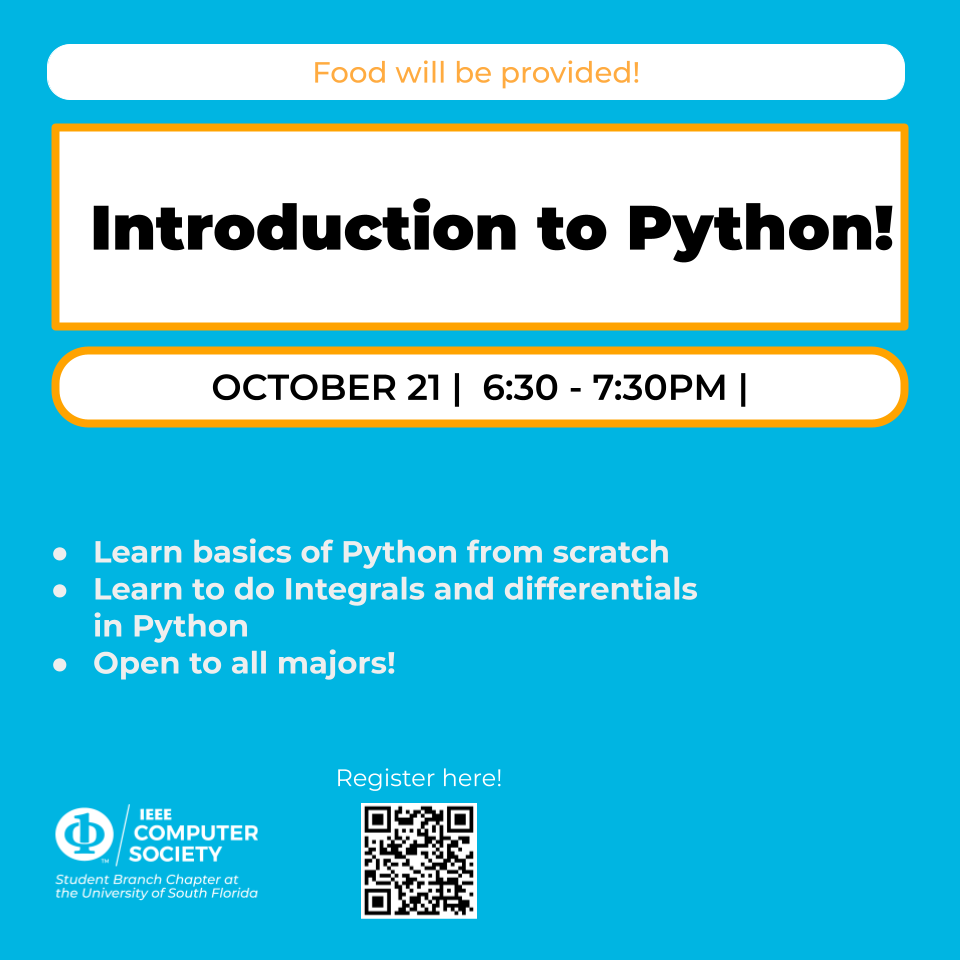 Food will be provided!
Introduction to Python!
OCTOBER 21 | 6:30 - 7:30PM |
● Learn basics of Python from scratch
● Learn to do Integrals and differentials
in Python
● Open to all majors!
Register here!
IEEE
COMPUTER
SOCIETY
TM
Student Branch Chapter at
the University of South Florida